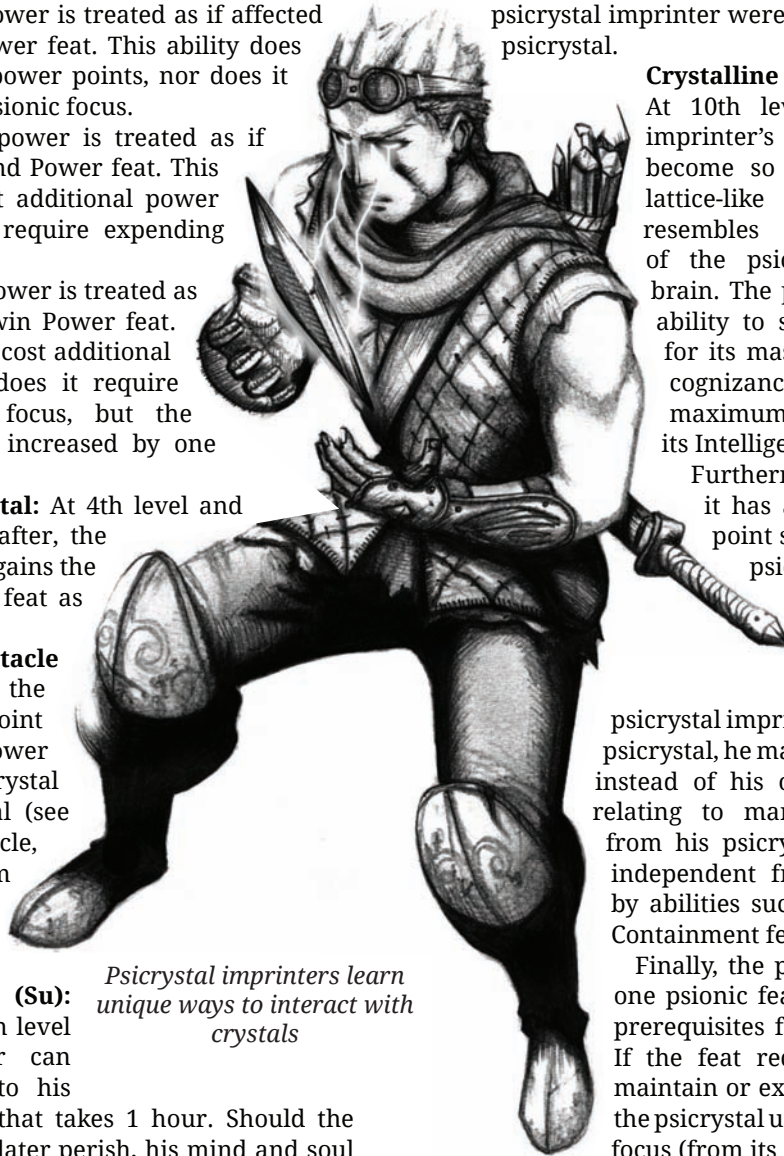 ower is treated as if affected
wer feat. This ability does
power points, nor does it
sionic focus.
power is treated as if
nd Power feat. This
t additional power
require expending
ower is treated as
win Power feat.
cost additional
does it require
focus, but the
increased by one
tal: At 4th level and
after, the
gains the
feat as
tacle
the
oint
ower
rystal
al (see
cle,
n
(Su):
h level
r can
to his
that takes 1 hour. Should the
later perish, his mind and soul
Psicrystal imprinters learn
unique ways to interact with
crystals
psicrystal imprinter were
psicrystal.
Crystalline
At 10th lev
imprinter’s
become so
lattice-like
resembles
of the psic
brain. The p
ability to s
for its mas
cognizanc
maximum
its Intellige
Furthern
it has a
point s
psi
psicrystal impri
psicrystal, he ma
instead of his o
relating to man
from his psicry
independent fr
by abilities suc
Containment fe
Finally, the p
one psionic fea
prerequisites f
If the feat req
maintain or ex
the psicrystal u
focus (from its